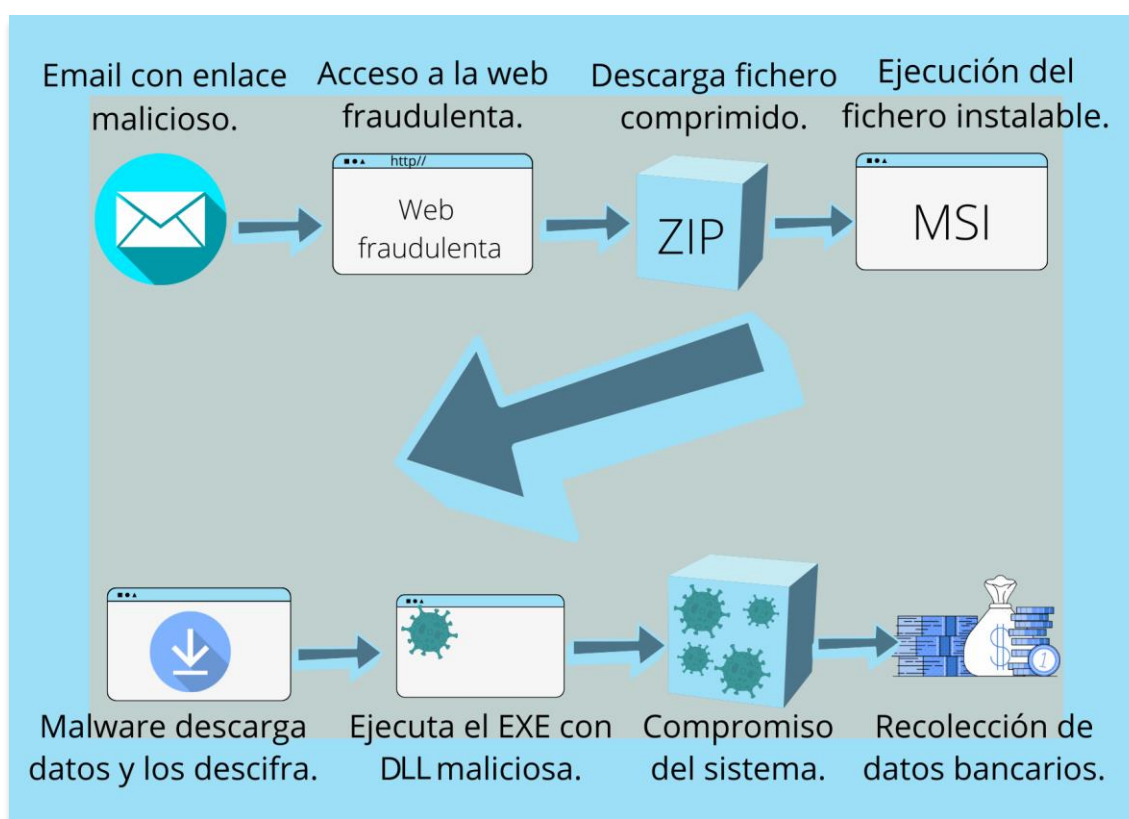 Email con enlace
malicioso.
Acceso a la web
fraudulenta.
Descarga fichero
comprimido.
Ejecución del
fichero instalable.
http//
Web
fraudulenta
ZIP
MSI
$
1
Malware descarga
datos y los descifra.
Ejecuta el EXE con
DLL maliciosa.
Compromiso
del sistema.
Recolección de
datos bancarios.